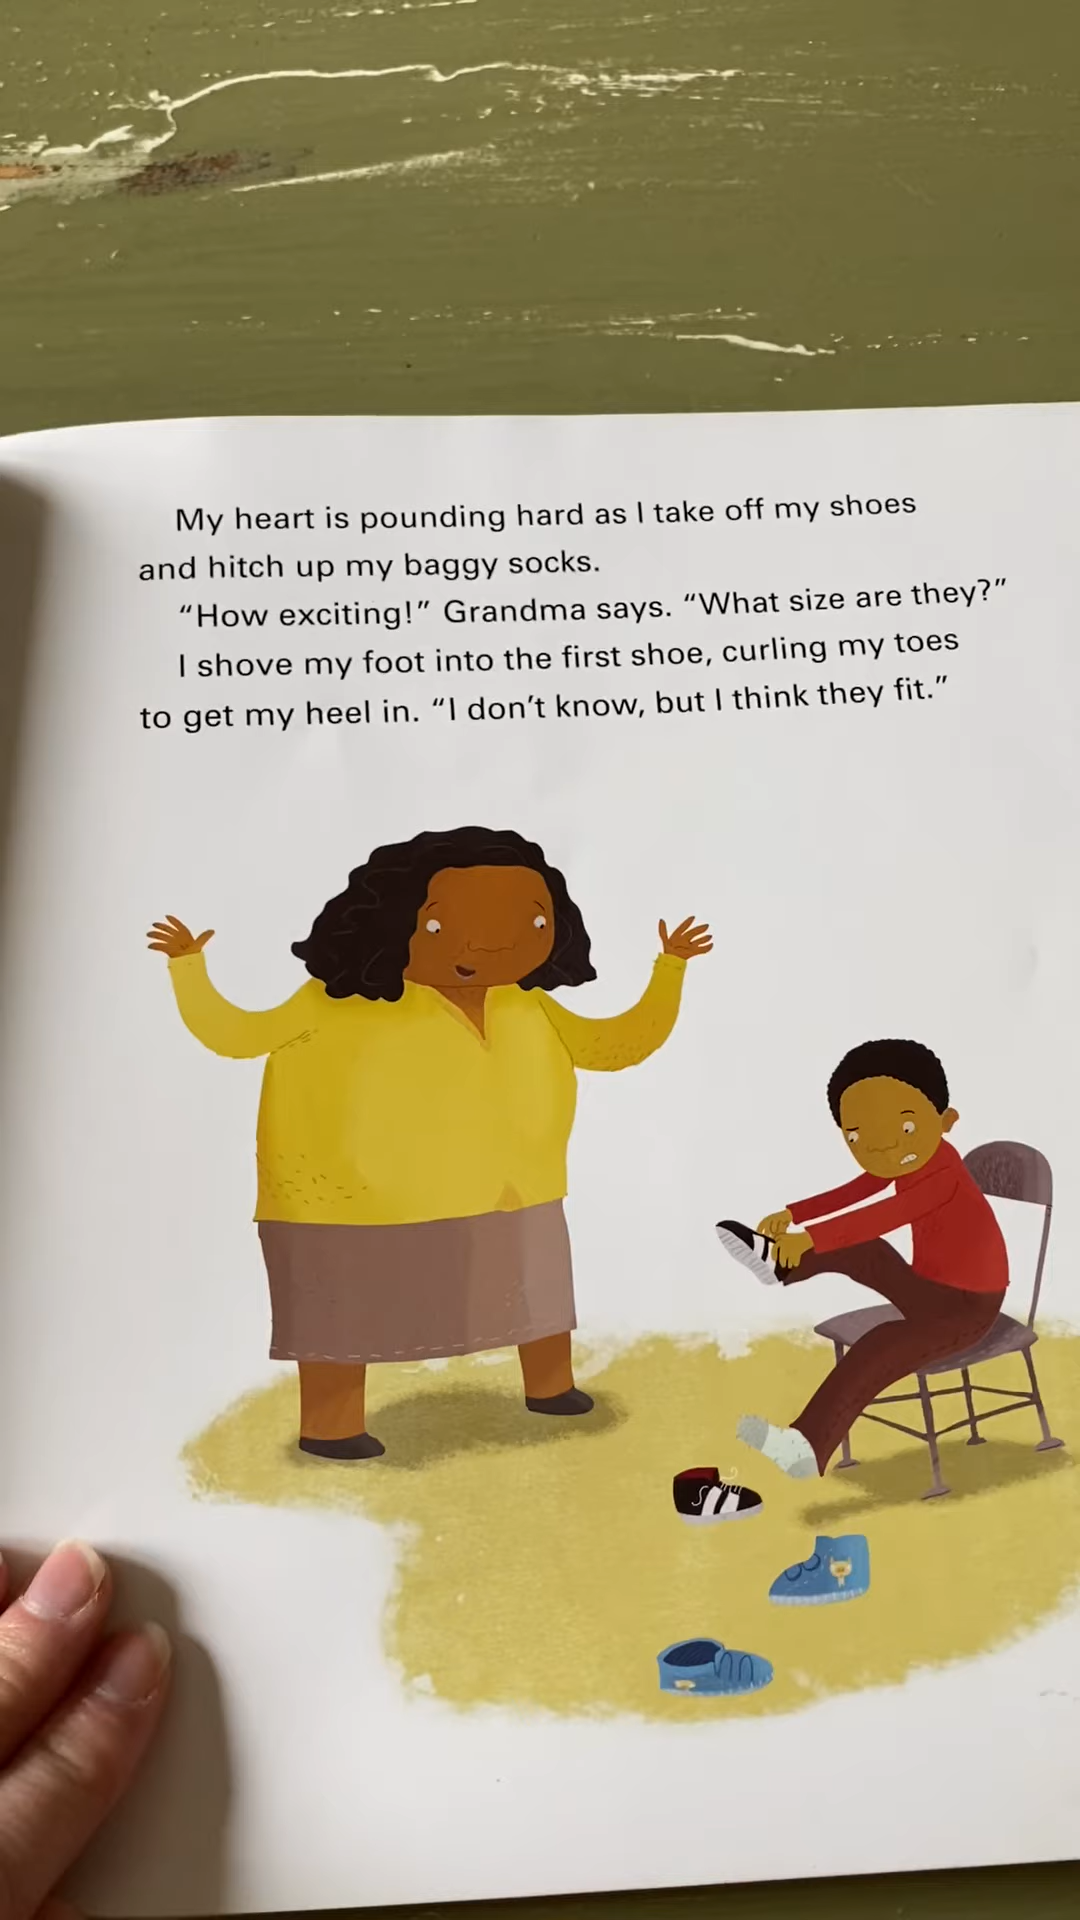 My heart is pounding hard as I take off my shoes
and hitch up my baggy socks.
“How exciting!” Grandma says. “What size are they?”
I shove my foot into the first shoe, curling my toes
to get my heel in. “I don’t know, but I think they fit.”